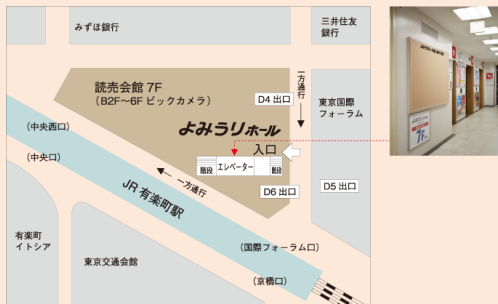 みずほ銀行
三井住友
銀行
読売会館 7F
（B2F～6F ビックカメラ）
一方通行
D4 出口
東京国際
フォーラム
よみうりホール
入口
階段
エレベーター
階段
（中央西口）
（中央口）
一方通行
D6 出口
D5 出口
JR 有楽町駅
有楽町
イトシア
東京交通会館
（国際フォーラム口）
（京橋口）
7F